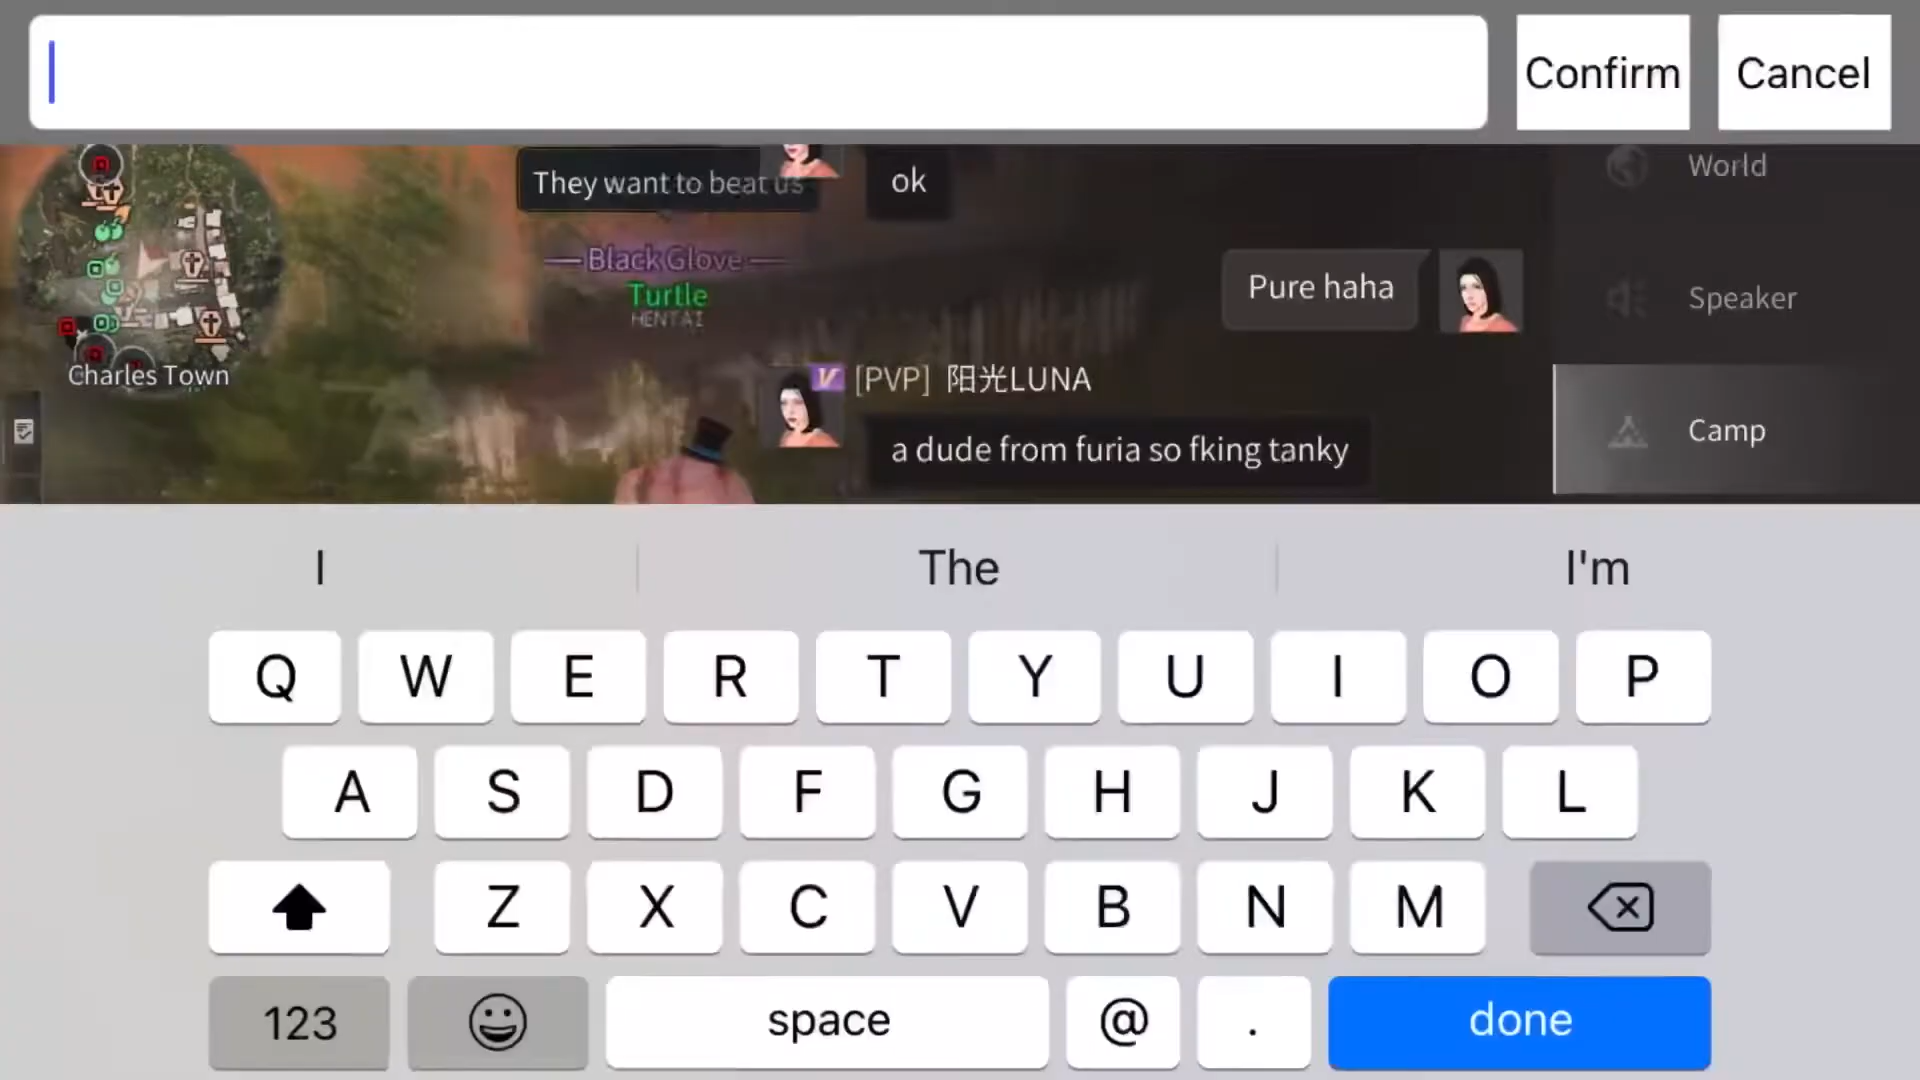 Confirm
Cancel
They want to beat us
ok
World
Black Glove
Turtle
HENTAI
Pure haha
Speaker
Charles Town
V [PVP] 阳光LUNA
a dude from furia so fking tanky
Camp
I
The
I'm
Q W E R T Y U I O P
A S D F G H J K L
Z X C V B N M
123
space
@
.
done